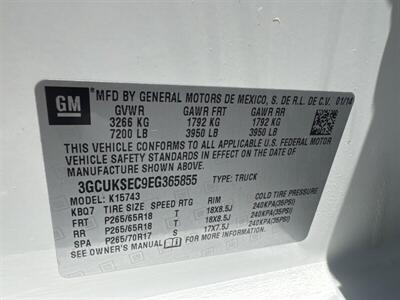 GM
MFD BY GENERAL MOTORS DE MEXICO, S. DE R.L. DE C.V. 01/14
GVWR GAWR FRT GAWR RR
3266 KG 1792 KG 1792 KG
7200 LB 3950 LB 3950 LB
THIS VEHICLE CONFORMS TO ALL APPLICABLE U.S. FEDERAL MOTOR
VEHICLE SAFETY STANDARDS IN EFFECT ON THE DATE OF
MANUFACTURE SHOWN ABOVE.
3GCUKSEC9EG365855 TYPE: TRUCK
MODEL: K15743
KBQ7 TIRE SIZE SPEED RTG RIM COLD TIRE PRESSURE
FRT P265/65R18 T 18X8.5J 240KPA(35PSI)
RR P265/65R18 T 18X8.5J 240KPA(35PSI)
SPA P265/70R17 S 17X7.5J 240KPA(35PSI)
SEE OWNER'S MANUAL FOR MORE INFORMATION.